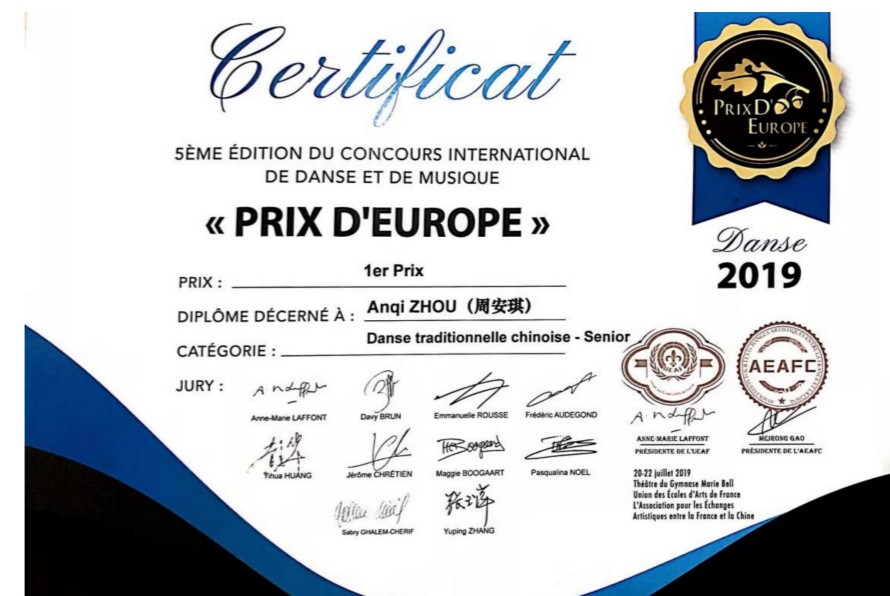 Certificat
5ÈME ÉDITION DU CONCOURS INTERNATIONAL
DE DANSE ET DE MUSIQUE
« PRIX D'EUROPE »
PRIX : 1er Prix
DIPLÔME DÉCERNÉ À : Anqi ZHOU（周安琪）
CATÉGORIE : Danse traditionnelle chinoise - Senior
JURY :
Anne-Marie LAFFONT
Davy BRUN
Emmanuelle ROUSSE
Frédéric AUDEGOND
Yihua HUANG
Jérôme CHRÉTIEN
Maggie BOOGAART
Pasqualina NOEL
Sabry GHALEM-CHERIF
Yuping ZHANG
PRIX D'
EUROPE
Danse
2019
UEAF
AEAFC
ANNE-MARIE LAFFONT
PRÉSIDENTE DE L'UEAF
MEIRONG GAO
PRÉSIDENTE DE L'AEAFC
20-22 juillet 2019
Théâtre du Gymnase Marie Bell
Union des Écoles d'Arts de France
L'Association pour les Échanges
Artistiques entre la France et la Chine